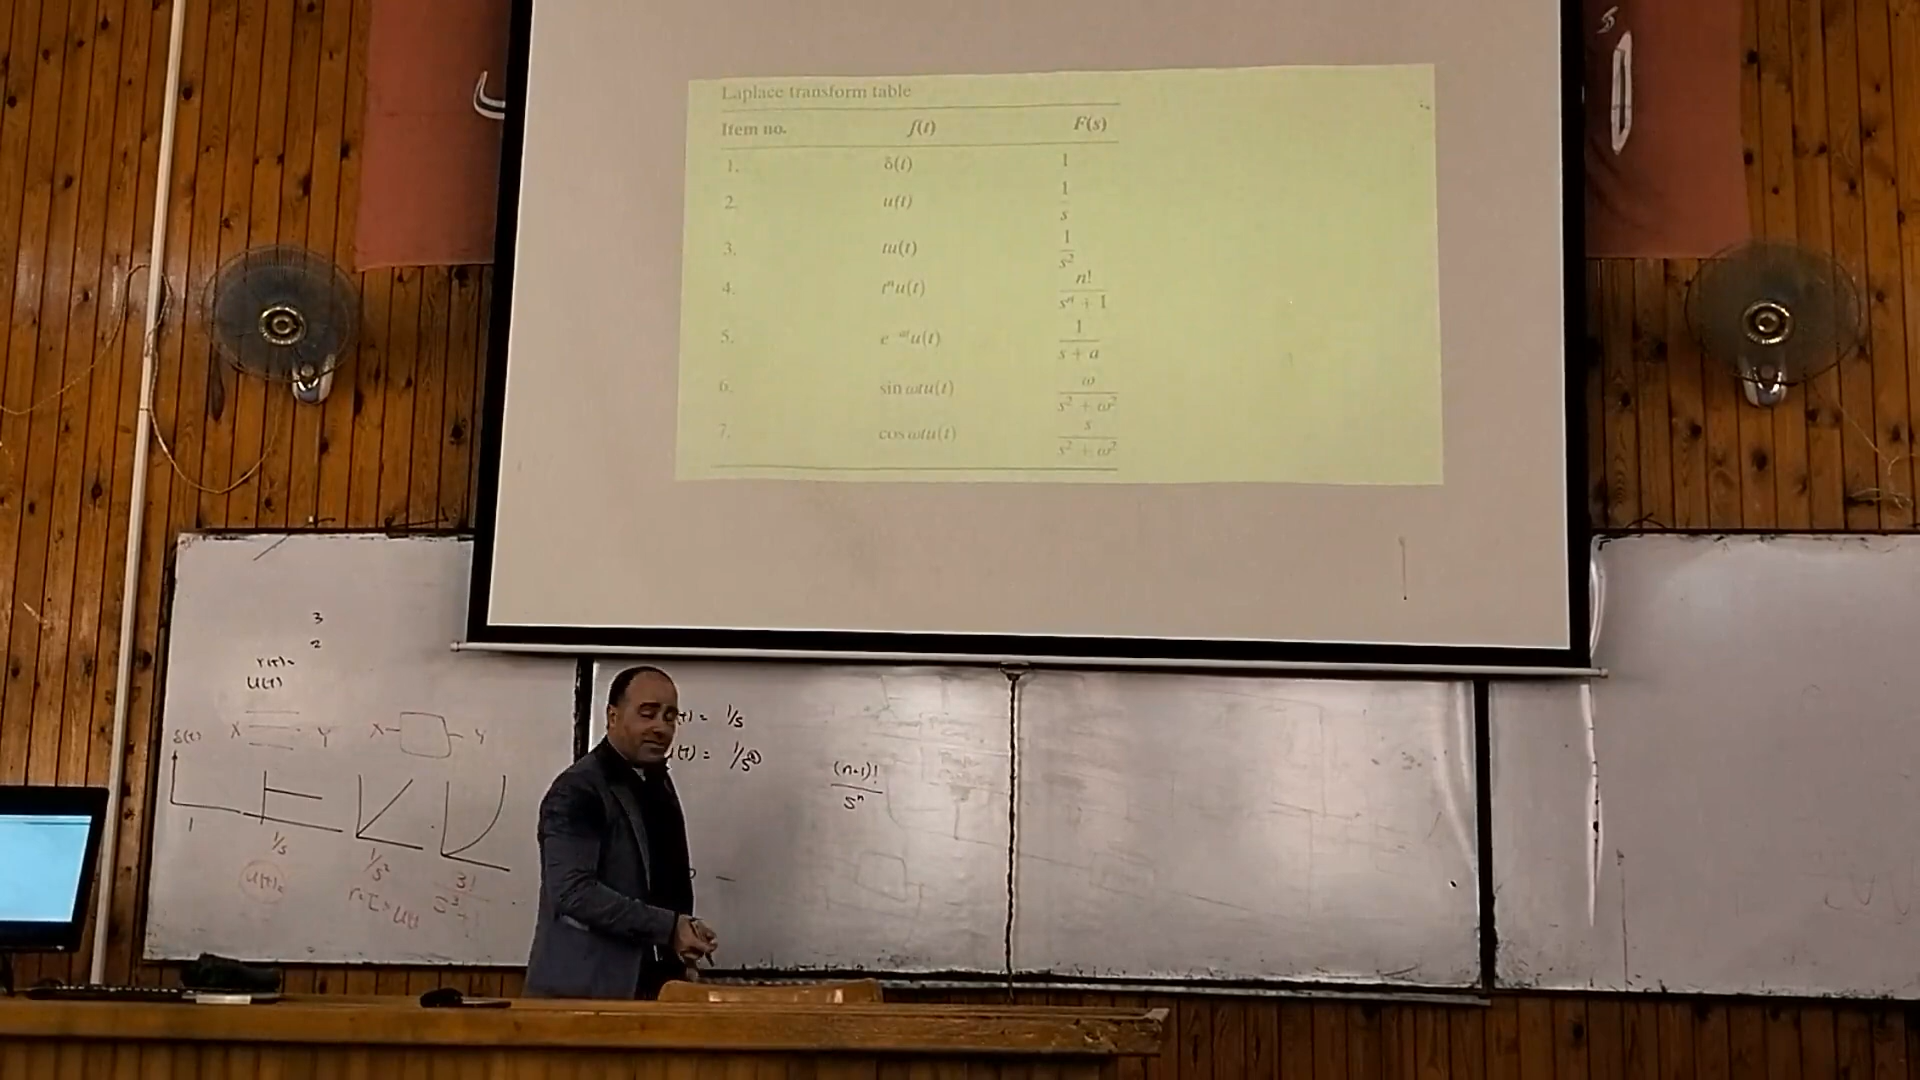 Laplace transform table
Item no. f(t) F(s)
1. δ(t) 1
2. u(t) 1/s
3. tu(t) 1/s²
4. tⁿu(t) n!/(sⁿ + 1)
5. e⁻ᵃᵗu(t) 1/(s + a)
6. sin ωtu(t) ω/(s² + ω²)
7. cos ωtu(t) s/(s² + ω²)
3
2
r(t)=
u(t)
δ(t) X Y X Y
1
1/s
1/s²
3!
u(t)=
(t) = 1/s
(t) = 1/s²
(n-1)!/sⁿ